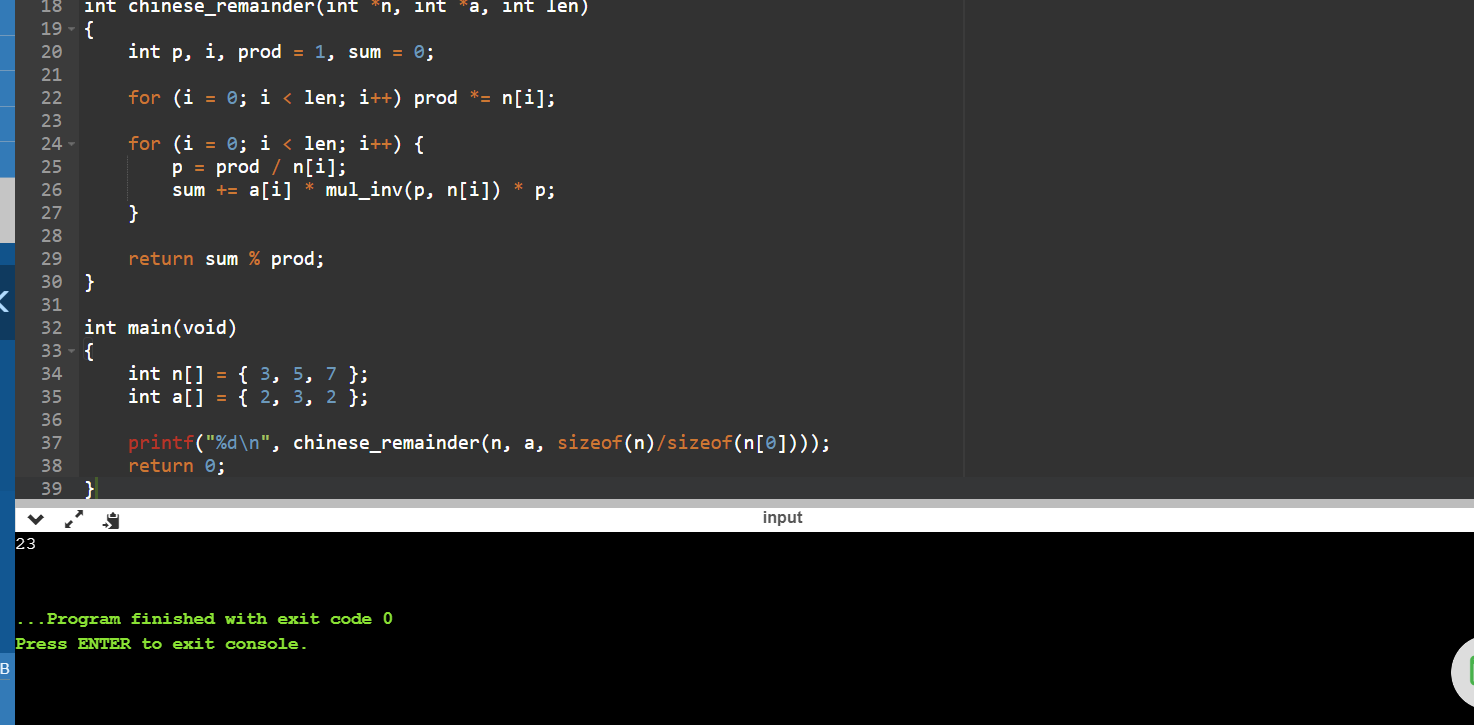 18 int chinese_remainder(int *n, int *a, int len)
19 {
20 int p, i, prod = 1, sum = 0;
21
22 for (i = 0; i < len; i++) prod *= n[i];
23
24 for (i = 0; i < len; i++) {
25 p = prod / n[i];
26 sum += a[i] * mul_inv(p, n[i]) * p;
27 }
28
29 return sum % prod;
30 }
31
32 int main(void)
33 {
34 int n[] = { 3, 5, 7 };
35 int a[] = { 2, 3, 2 };
36
37 printf("%d\n", chinese_remainder(n, a, sizeof(n)/sizeof(n[0])));
38 return 0;
39 }
input
23
...Program finished with exit code 0
Press ENTER to exit console.
B